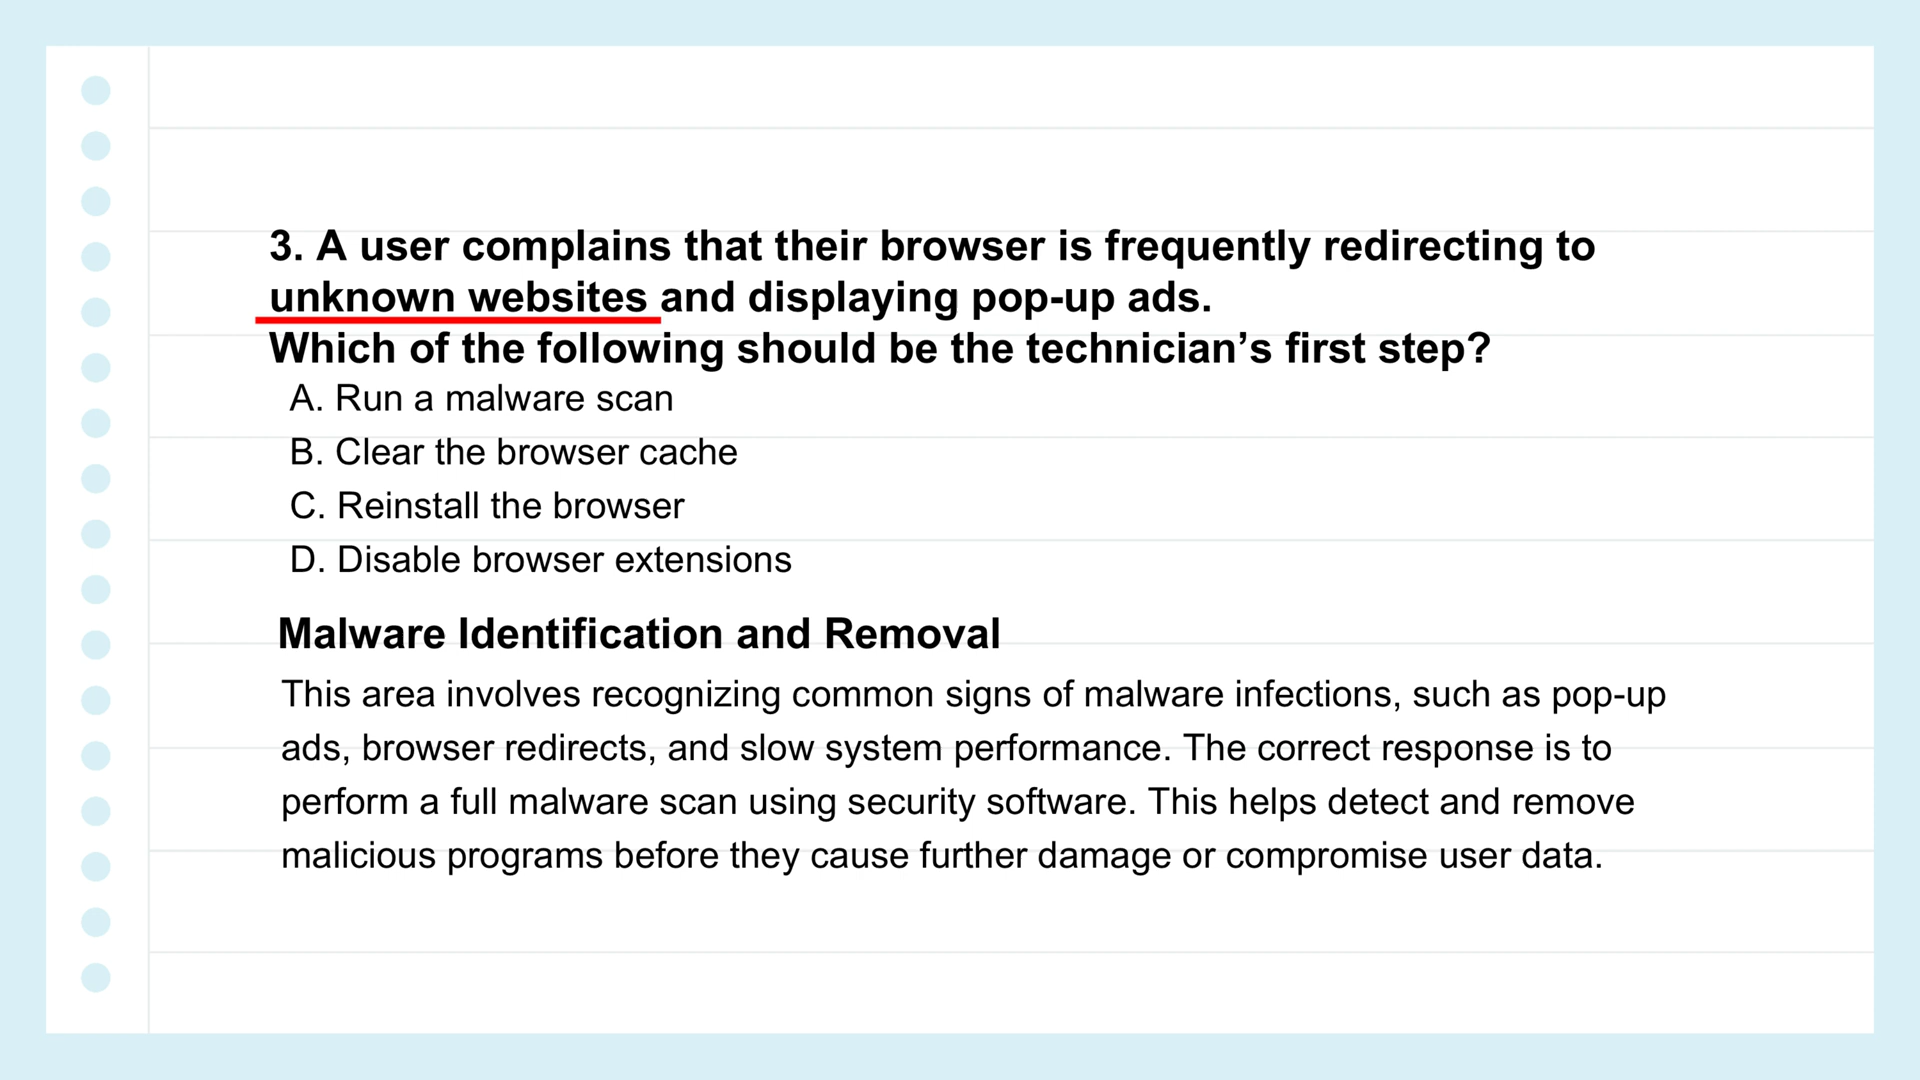 3. A user complains that their browser is frequently redirecting to
unknown websites and displaying pop-up ads.
Which of the following should be the technician’s first step?
A. Run a malware scan
B. Clear the browser cache
C. Reinstall the browser
D. Disable browser extensions
Malware Identification and Removal
This area involves recognizing common signs of malware infections, such as pop-up
ads, browser redirects, and slow system performance. The correct response is to
perform a full malware scan using security software. This helps detect and remove
malicious programs before they cause further damage or compromise user data.